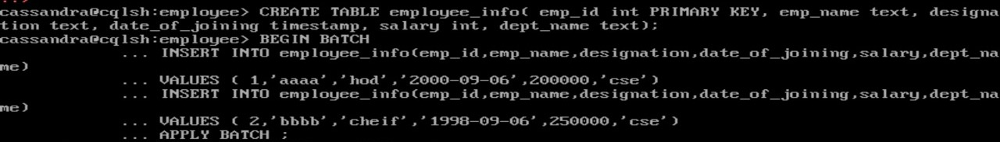 cassandra@cqlsh:employee> CREATE TABLE employee_info( emp_id int PRIMARY KEY, emp_name text, designa
tion text, date_of_joining timestamp, salary int, dept_name text);
cassandra@cqlsh:employee> BEGIN BATCH
... INSERT INTO employee_info(emp_id,emp_name,designation,date_of_joining,salary,dept_na
me)
... VALUES ( 1,'aaaa','hod','2000-09-06',200000,'cse')
... INSERT INTO employee_info(emp_id,emp_name,designation,date_of_joining,salary,dept_na
me)
... VALUES ( 2,'bbbb','cheif','1998-09-06',250000,'cse')
... APPLY BATCH ;